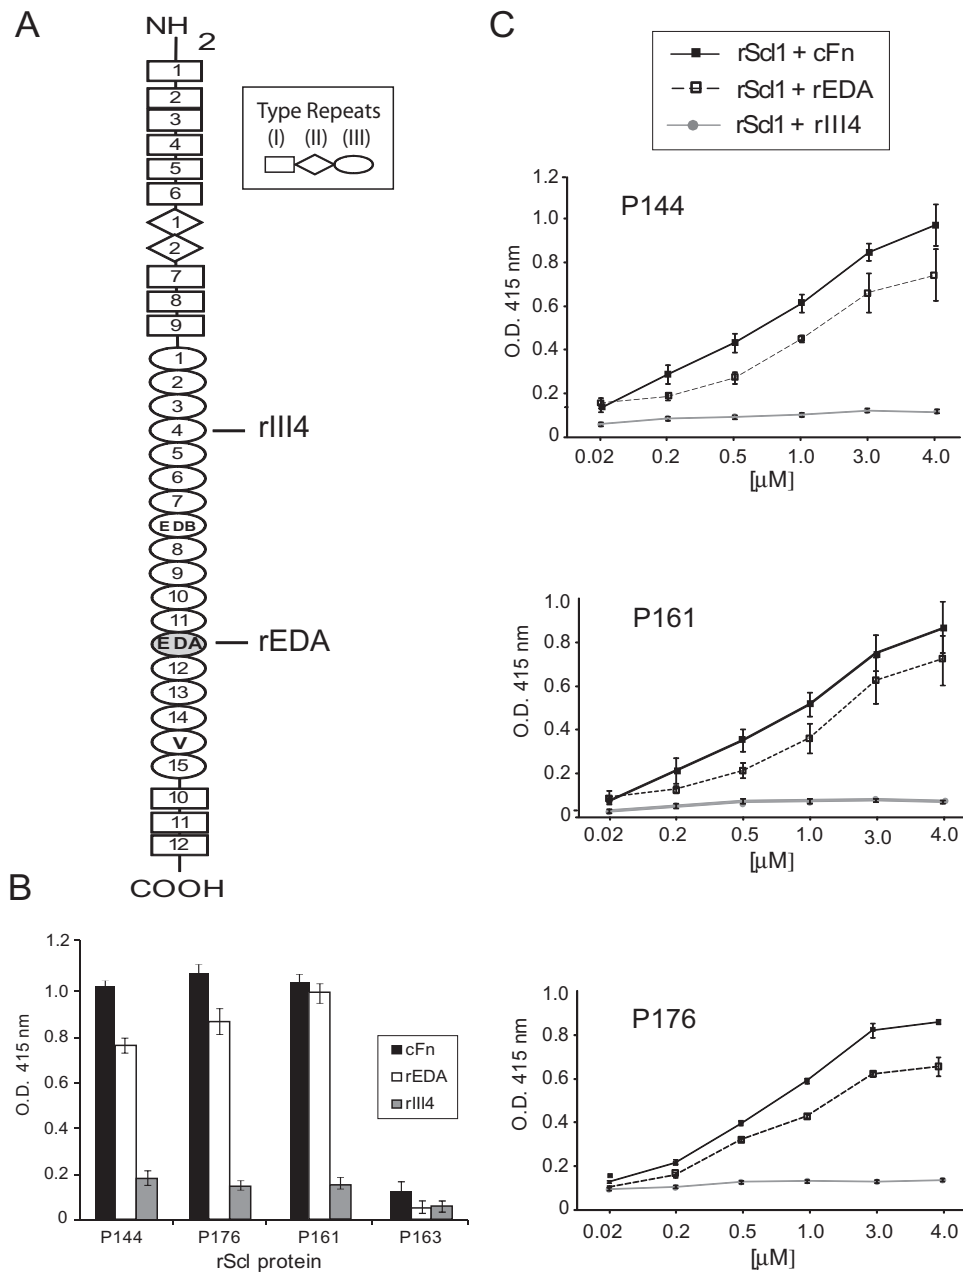 A
NH2
1
2
3
4
5
6
1
2
7
8
9
1
2
3
4
rIII4
5
6
7
EDB
8
9
10
11
EDA
rEDA
12
13
14
V
15
10
11
12
COOH
Type Repeats
(I) (II) (III)
B
1.2
1.0
0.8
0.6
0.4
0.2
0
O.D. 415 nm
cFn
rEDA
rIII4
P144 P176 P161 P163
rScl protein
C
rScl1 + cFn
rScl1 + rEDA
rScl1 + rIII4
P144
1.2
1.0
0.8
0.6
0.4
0.2
0
O.D. 415 nm
0.02 0.2 0.5 1.0 3.0 4.0
[µM]
P161
1.0
0.8
0.6
0.4
0.2
0
O.D. 415 nm
0.02 0.2 0.5 1.0 3.0 4.0
[µM]
P176
1.0
0.8
0.6
0.4
0.2
0
O.D. 415 nm
0.02 0.2 0.5 1.0 3.0 4.0
[µM]